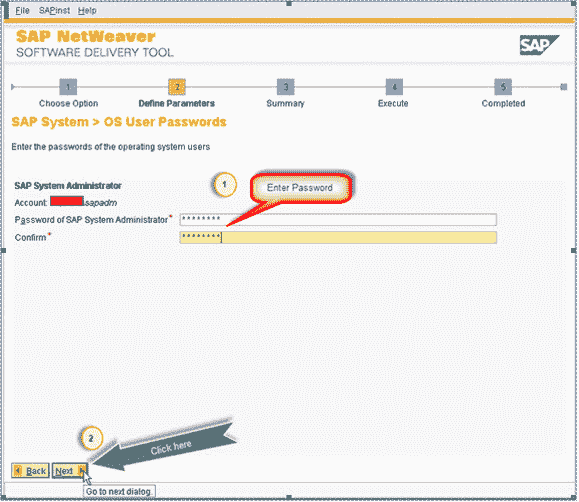 File SAPinst Help
SAP NetWeaver
SOFTWARE DELIVERY TOOL
SAP
1 2 3 4 5
Choose Option Define Parameters Summary Execute Completed
SAP System > OS User Passwords
Enter the passwords of the operating system users
1 Enter Password
SAP System Administrator
Account: sapadm
Password of SAP System Administrator* ********
Confirm* ********
2
Click here
Back Next
Go to next dialog.